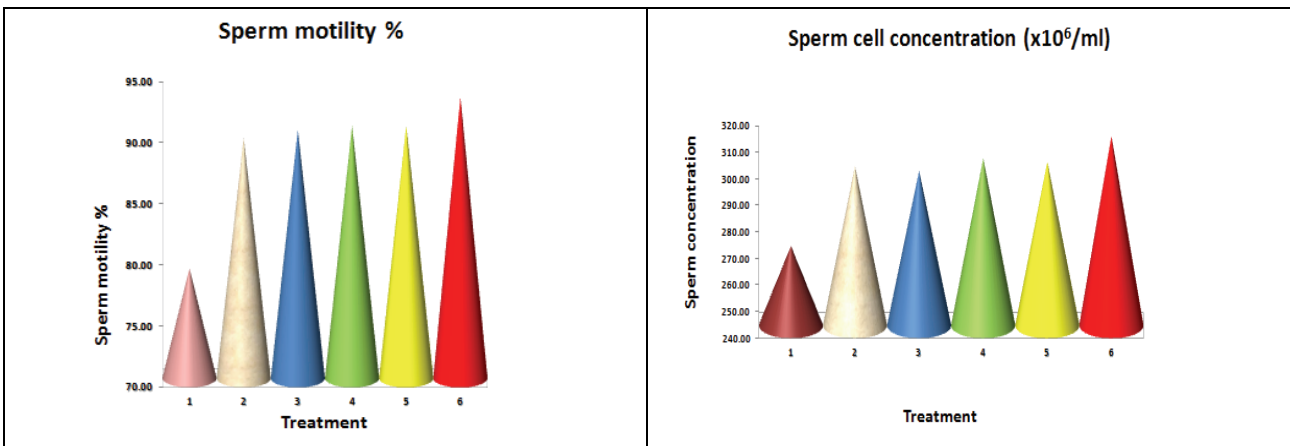 Sperm motility %
95.00
90.00
85.00
80.00
75.00
70.00
Sperm motility %
1 2 3 4 5 6
Treatment
Sperm cell concentration (x10⁶/ml)
320.00
310.00
300.00
290.00
280.00
270.00
260.00
250.00
240.00
Sperm concentration
1 2 3 4 5 6
Treatment